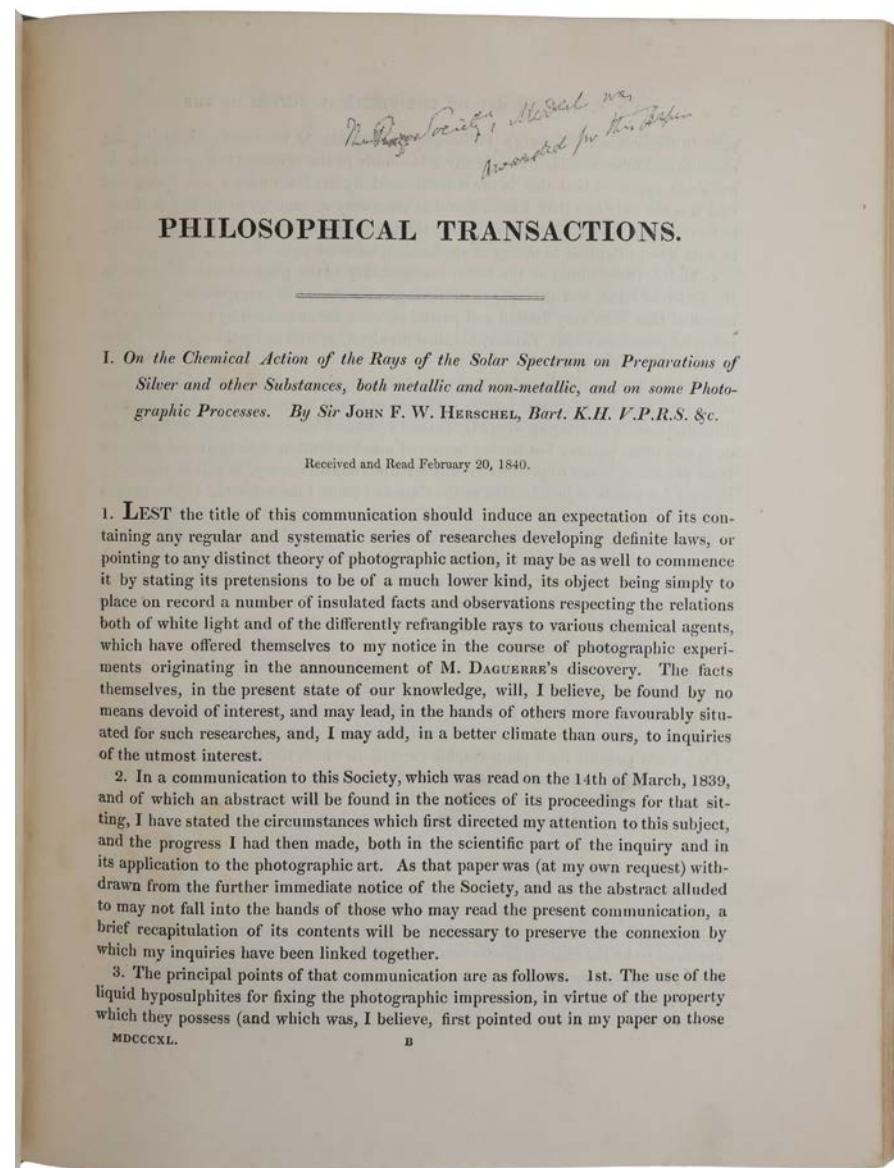 The Royal Society's Medal was
awarded for this Paper
PHILOSOPHICAL TRANSACTIONS.
I. On the Chemical Action of the Rays of the Solar Spectrum on Preparations of
Silver and other Substances, both metallic and non-metallic, and on some Photo-
graphic Processes. By Sir JOHN F. W. HERSCHEL, Bart. K.H. V.P.R.S. &c.
Received and Read February 20, 1840.
1. LEST the title of this communication should induce an expectation of its con-
taining any regular and systematic series of researches developing definite laws, or
pointing to any distinct theory of photographic action, it may be as well to commence
it by stating its pretensions to be of a much lower kind, its object being simply to
place on record a number of insulated facts and observations respecting the relations
both of white light and of the differently refrangible rays to various chemical agents,
which have offered themselves to my notice in the course of photographic experi-
ments originating in the announcement of M. DAGUERRE'S discovery. The facts
themselves, in the present state of our knowledge, will, I believe, be found by no
means devoid of interest, and may lead, in the hands of others more favourably situ-
ated for such researches, and, I may add, in a better climate than ours, to inquiries
of the utmost interest.
2. In a communication to this Society, which was read on the 14th of March, 1839,
and of which an abstract will be found in the notices of its proceedings for that sit-
ting, I have stated the circumstances which first directed my attention to this subject,
and the progress I had then made, both in the scientific part of the inquiry and in
its application to the photographic art. As that paper was (at my own request) with-
drawn from the further immediate notice of the Society, and as the abstract alluded
to may not fall into the hands of those who may read the present communication, a
brief recapitulation of its contents will be necessary to preserve the connexion by
which my inquiries have been linked together.
3. The principal points of that communication are as follows. 1st. The use of the
liquid hyposulphites for fixing the photographic impression, in virtue of the property
which they possess (and which was, I believe, first pointed out in my paper on those
MDCCCXL. B